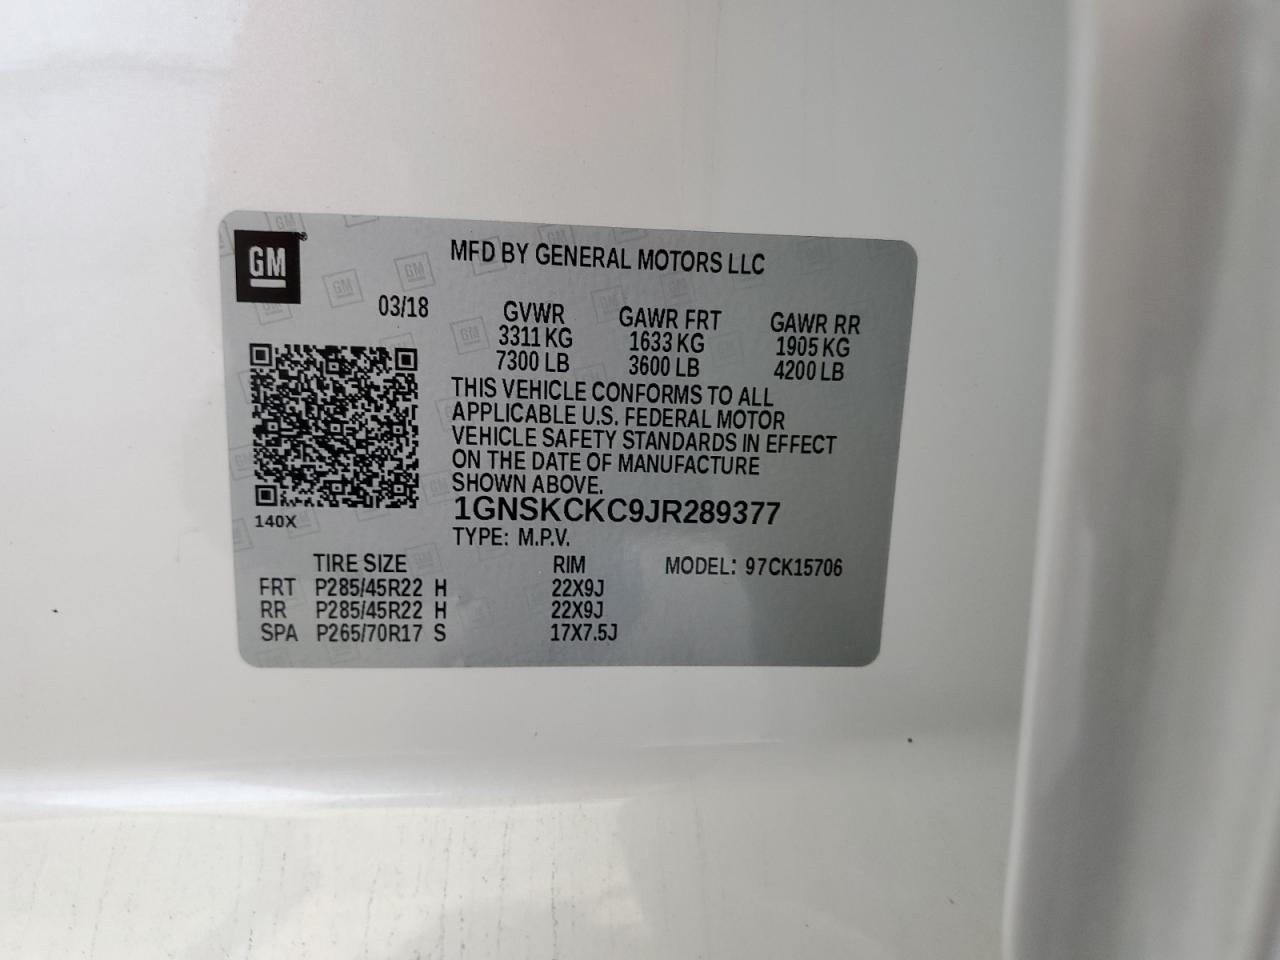 GM
MFD BY GENERAL MOTORS LLC
03/18
GVWR GAWR FRT GAWR RR
3311 KG 1633 KG 1905 KG
7300 LB 3600 LB 4200 LB
THIS VEHICLE CONFORMS TO ALL
APPLICABLE U.S. FEDERAL MOTOR
VEHICLE SAFETY STANDARDS IN EFFECT
ON THE DATE OF MANUFACTURE
SHOWN ABOVE.
1GNSKCKC9JR289377
140X
TYPE: M.P.V.
TIRE SIZE RIM MODEL: 97CK15706
FRT P285/45R22 H 22X9J
RR P285/45R22 H 22X9J
SPA P265/70R17 S 17X7.5J